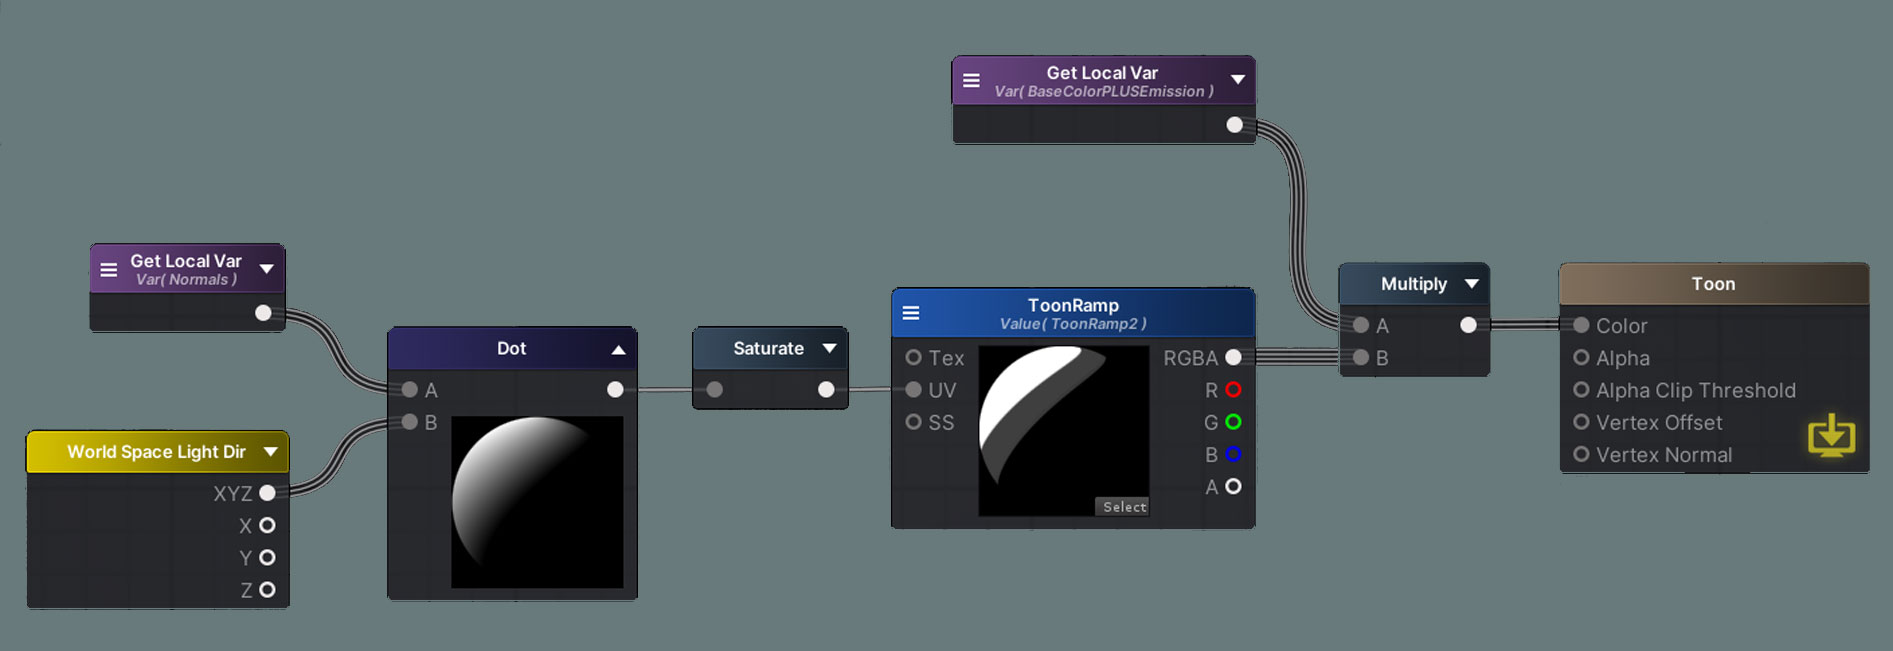 Get Local Var
Var( BaseColorPLUSEmission )
Get Local Var
Var( Normals )
World Space Light Dir
XYZ
X
Y
Z
Dot
A
B
Saturate
ToonRamp
Value( ToonRamp2 )
Tex
UV
SS
Select
RGBA
R
G
B
A
Multiply
A
B
Toon
Color
Alpha
Alpha Clip Threshold
Vertex Offset
Vertex Normal